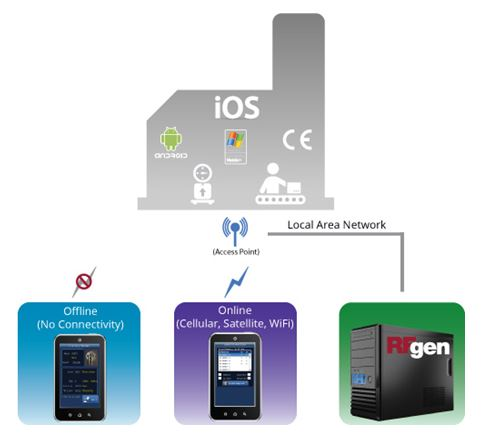 iOS
ANDROID
CE
(Access Point)
Local Area Network
Offline
(No Connectivity)
Online
(Cellular, Satellite, WiFi)
RFgen